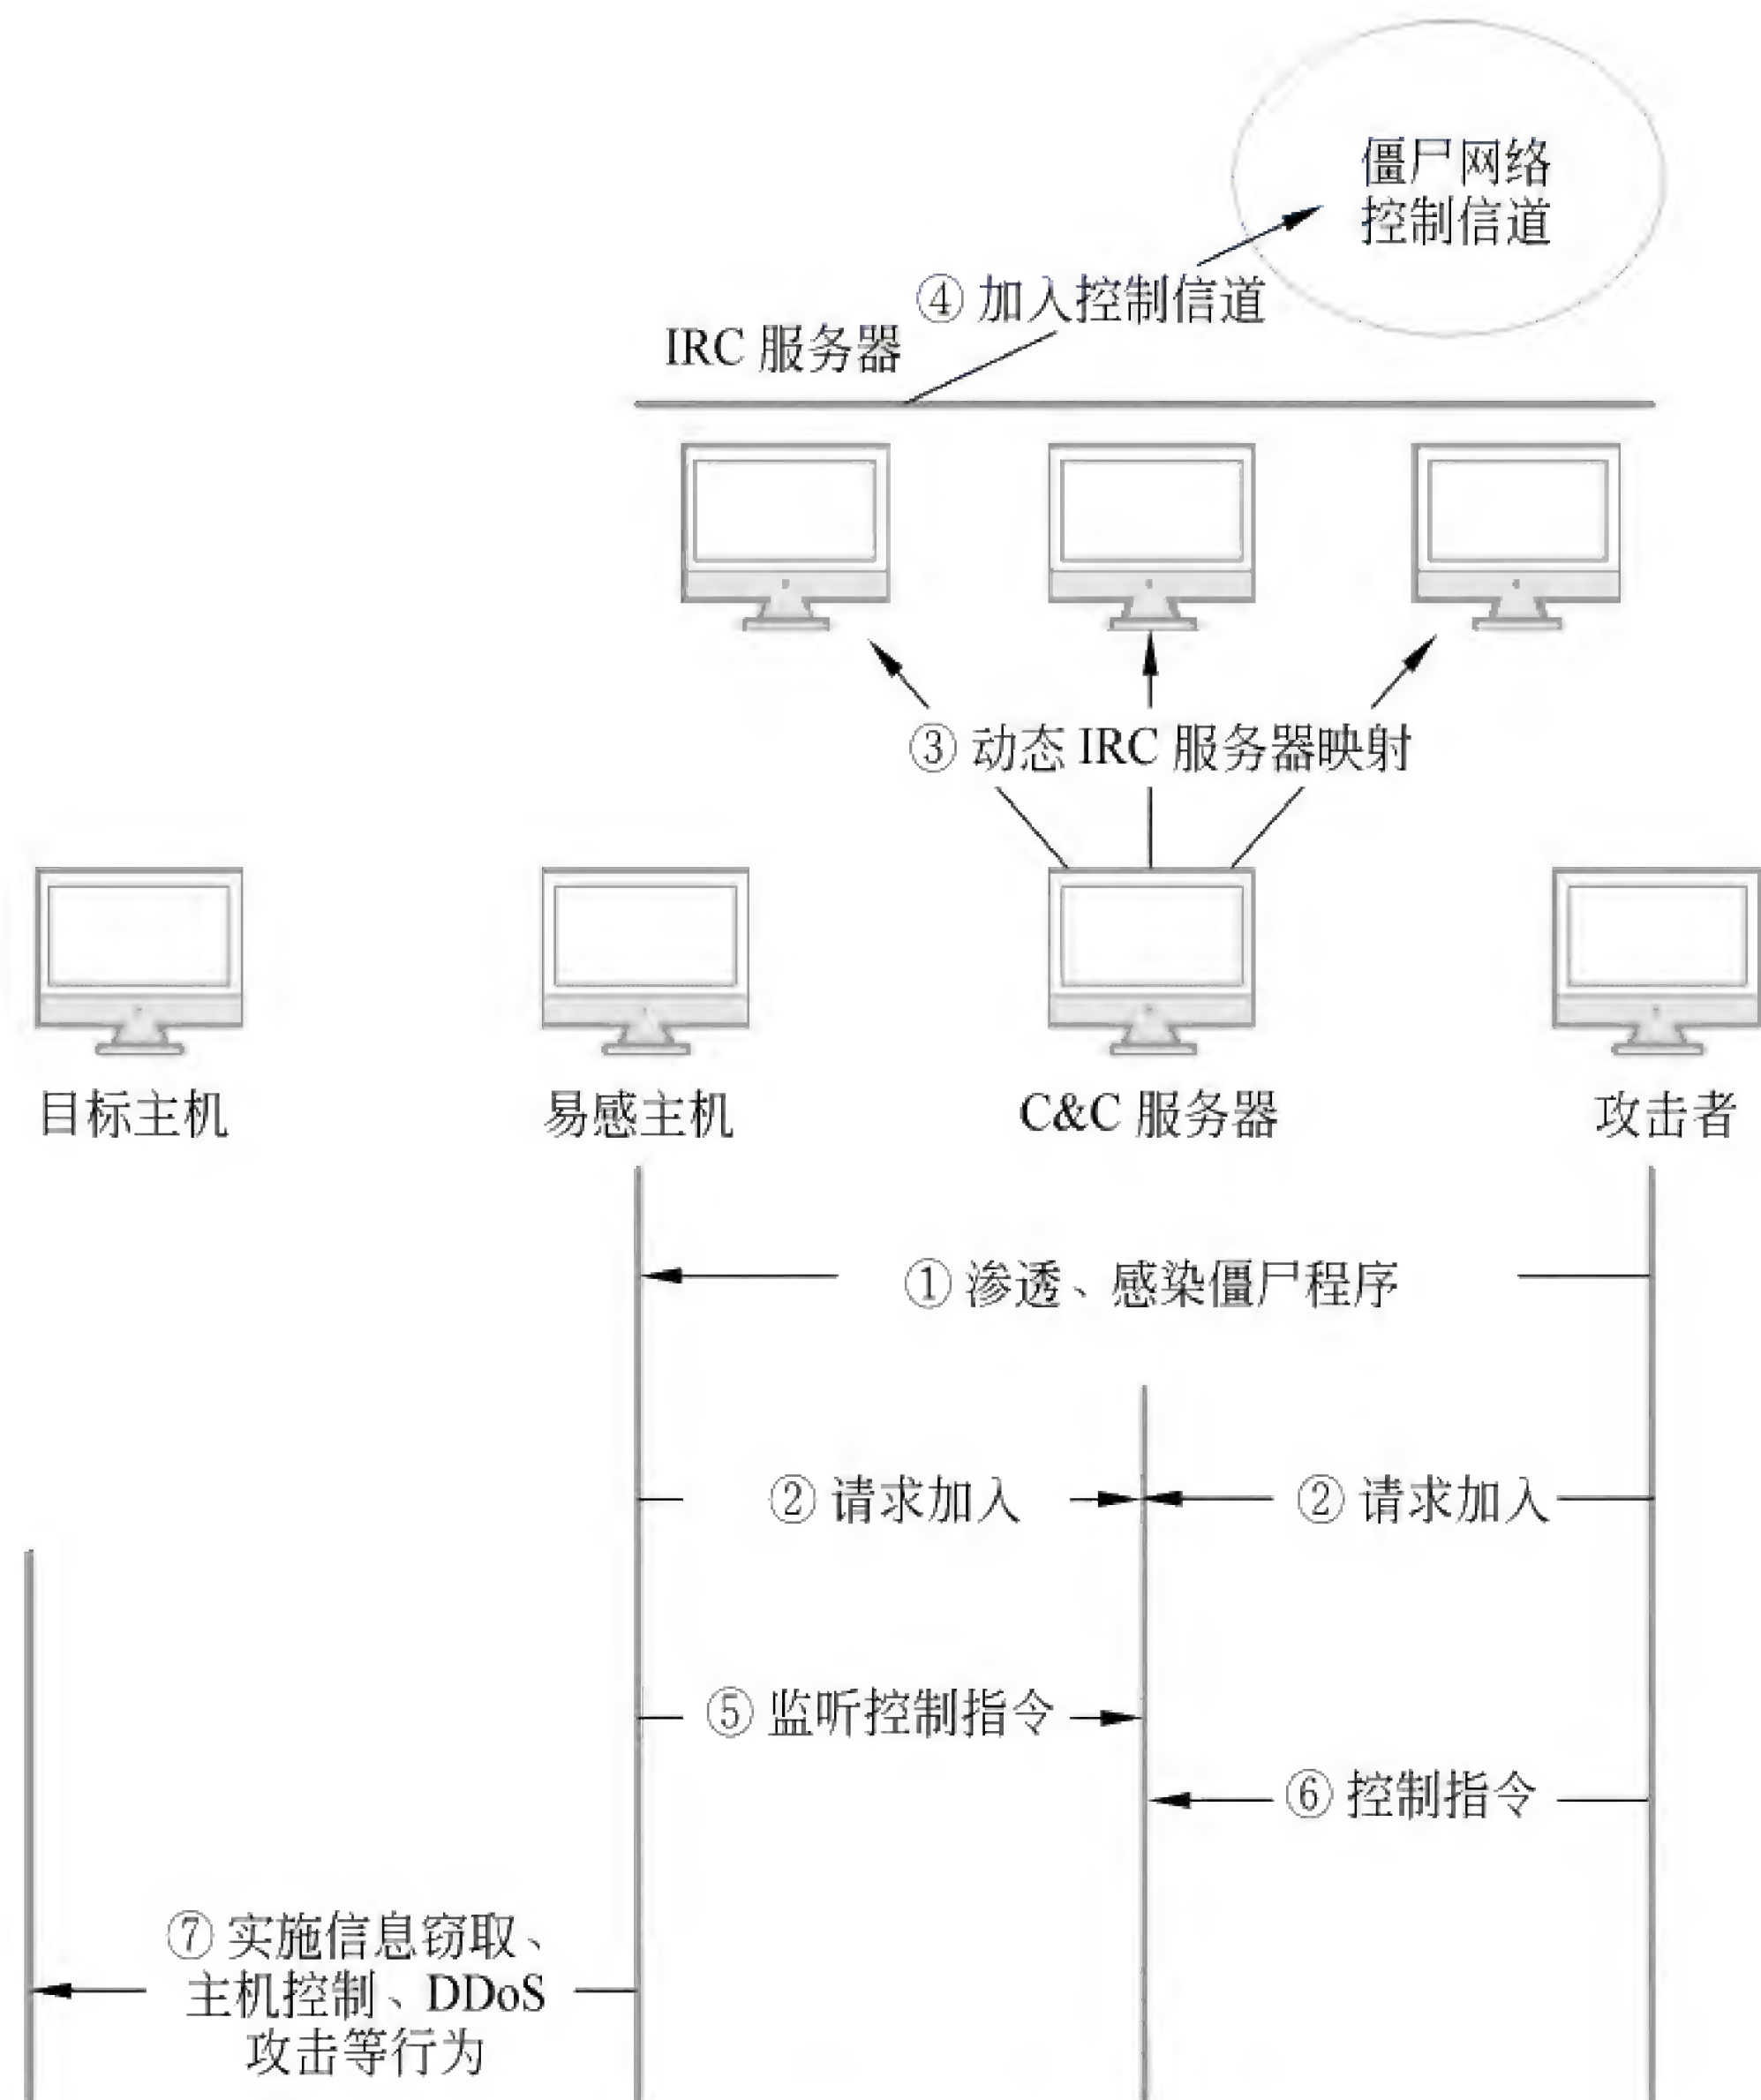 僵尸网络
控制信道
④ 加入控制信道
IRC 服务器
③ 动态 IRC 服务器映射
目标主机
易感主机
C&C 服务器
攻击者
① 渗透、感染僵尸程序
② 请求加入
② 请求加入
⑤ 监听控制指令
⑥ 控制指令
⑦ 实施信息窃取、
主机控制、DDoS
攻击等行为